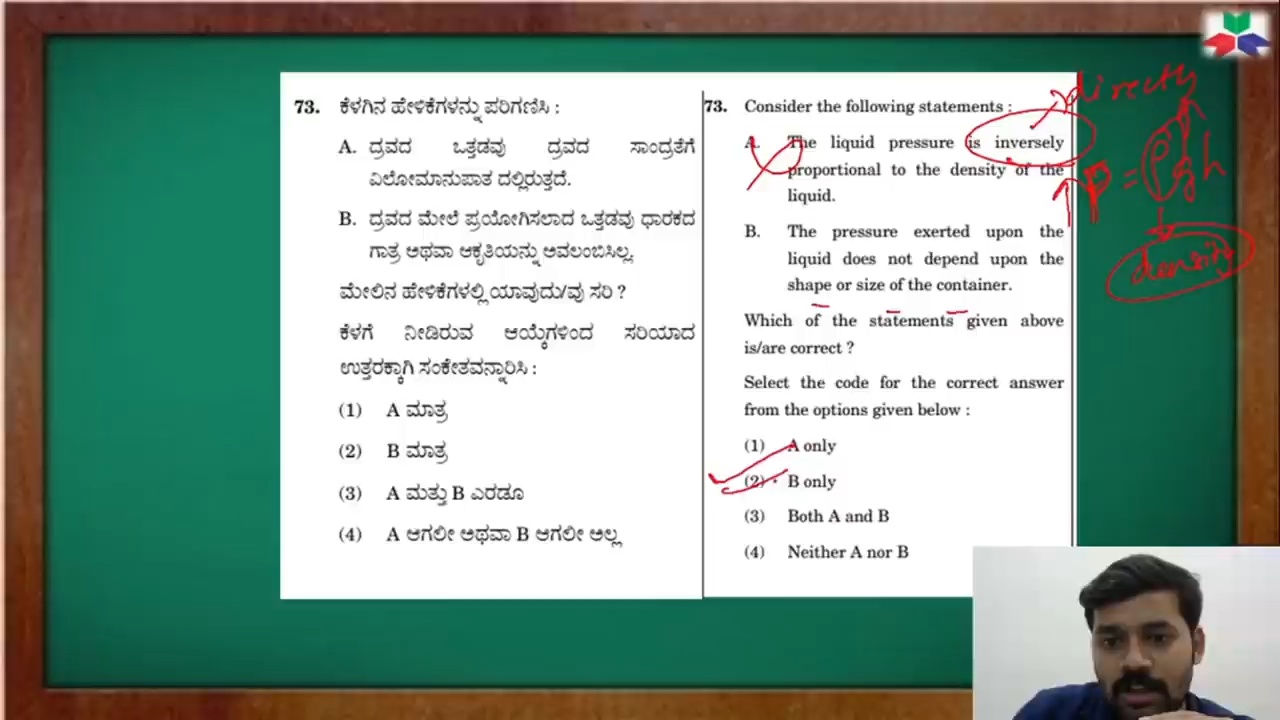 73. ಕೆಳಗಿನ ಹೇಳಿಕೆಗಳನ್ನು ಪರಿಗಣಿಸಿ :
A. ದ್ರವದ ಒತ್ತಡವು ದ್ರವದ ಸಾಂದ್ರತೆಗೆ
ವಿಲೋಮಾನುಪಾತ ದಲ್ಲಿರುತ್ತದೆ.
B. ದ್ರವದ ಮೇಲೆ ಪ್ರಯೋಗಿಸಲಾದ ಒತ್ತಡವು ಧಾರಕದ
ಗಾತ್ರ ಅಥವಾ ಆಕೃತಿಯನ್ನು ಅವಲಂಬಿಸಿಲ್ಲ.
ಮೇಲಿನ ಹೇಳಿಕೆಗಳಲ್ಲಿ ಯಾವುದು/ವು ಸರಿ ?
ಕೆಳಗೆ ನೀಡಿರುವ ಆಯ್ಕೆಗಳಿಂದ ಸರಿಯಾದ
ಉತ್ತರಕ್ಕಾಗಿ ಸಂಕೇತವನ್ನಾರಿಸಿ :
(1) A ಮಾತ್ರ
(2) B ಮಾತ್ರ
(3) A ಮತ್ತು B ಎರಡೂ
(4) A ಆಗಲೀ ಅಥವಾ B ಆಗಲೀ ಅಲ್ಲ
73. Consider the following statements :
A. The liquid pressure is inversely
proportional to the density of the
liquid.
B. The pressure exerted upon the
liquid does not depend upon the
shape or size of the container.
Which of the statements given above
is/are correct ?
Select the code for the correct answer
from the options given below :
(1) A only
(2) B only
(3) Both A and B
(4) Neither A nor B
directly
P = ρgh
density